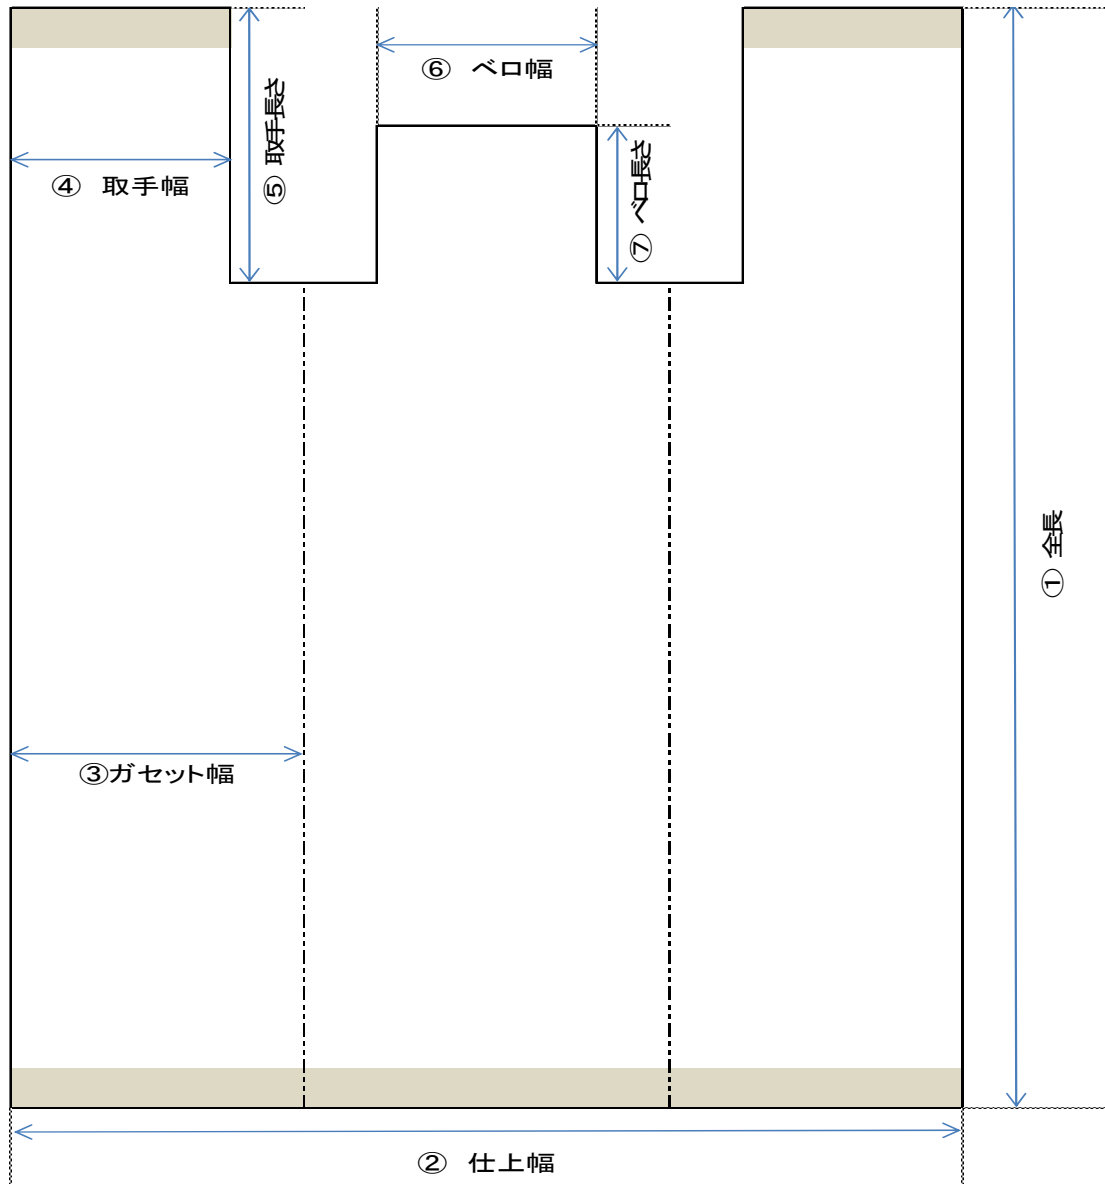 ⑥ ベロ幅
⑤ 取手長さ
④ 取手幅
⑦ ベロ長さ
① 全長
③ガセット幅
② 仕上幅